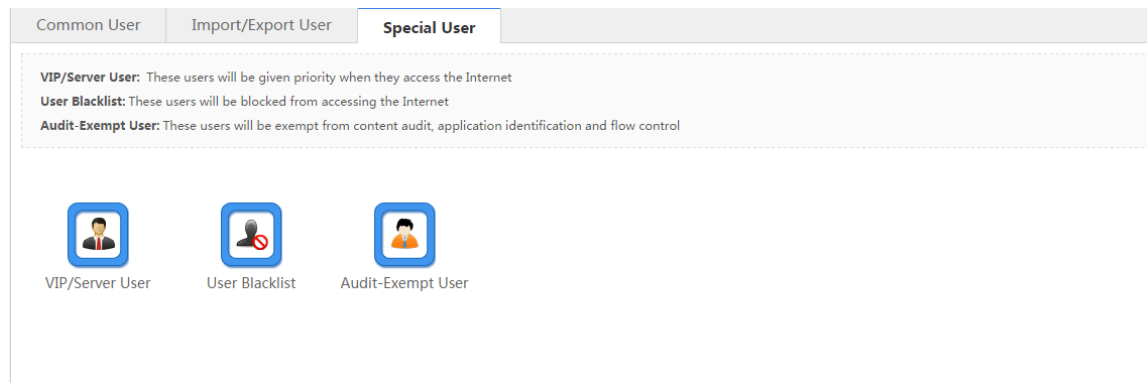 Common User
Import/Export User
Special User
VIP/Server User: These users will be given priority when they access the Internet
User Blacklist: These users will be blocked from accessing the Internet
Audit-Exempt User: These users will be exempt from content audit, application identification and flow control
VIP/Server User
User Blacklist
Audit-Exempt User